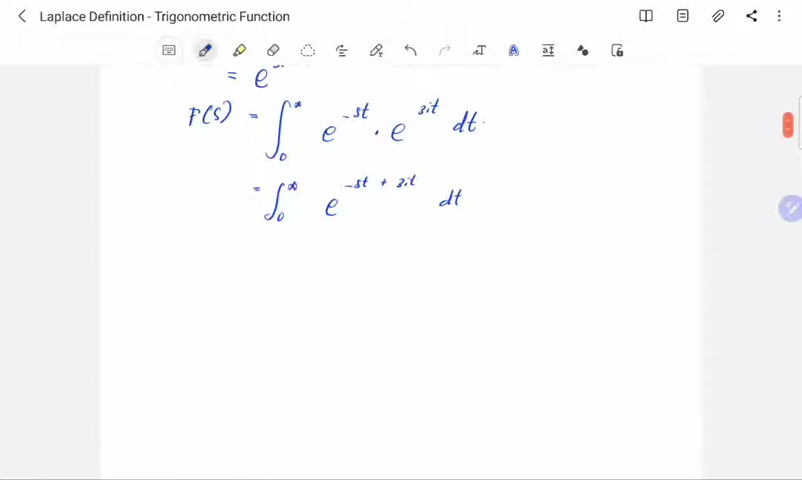 Laplace Definition - Trigonometric Function
= e
F(s) = ∫₀^∞ e^{-st} · e^{3it} dt
= ∫₀^∞ e^{-st + 3it} dt